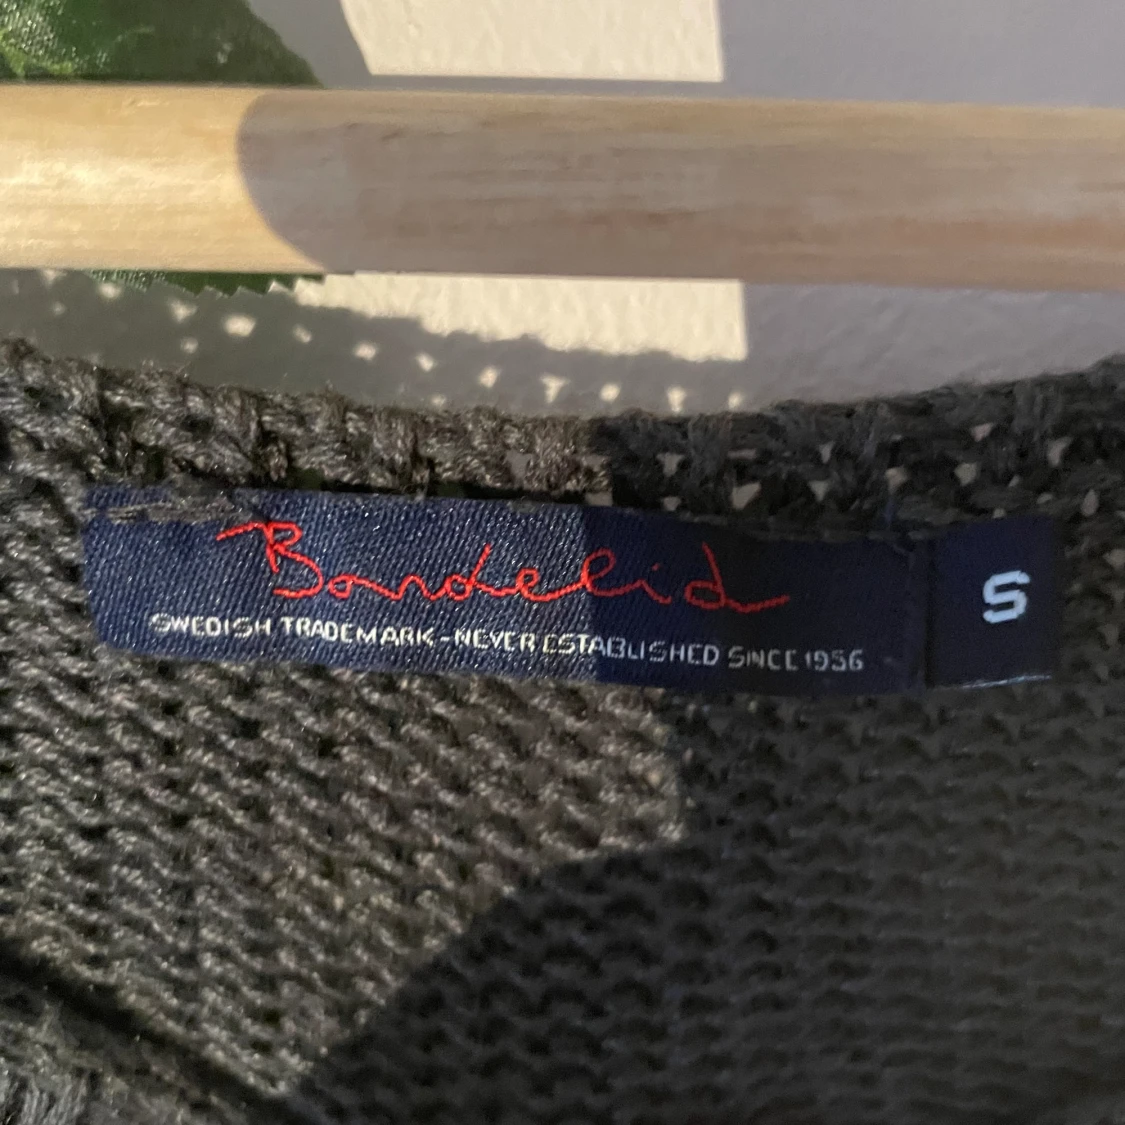 Bondelid
SWEDISH TRADEMARK-NEVER ESTABLISHED SINCE 1956
S